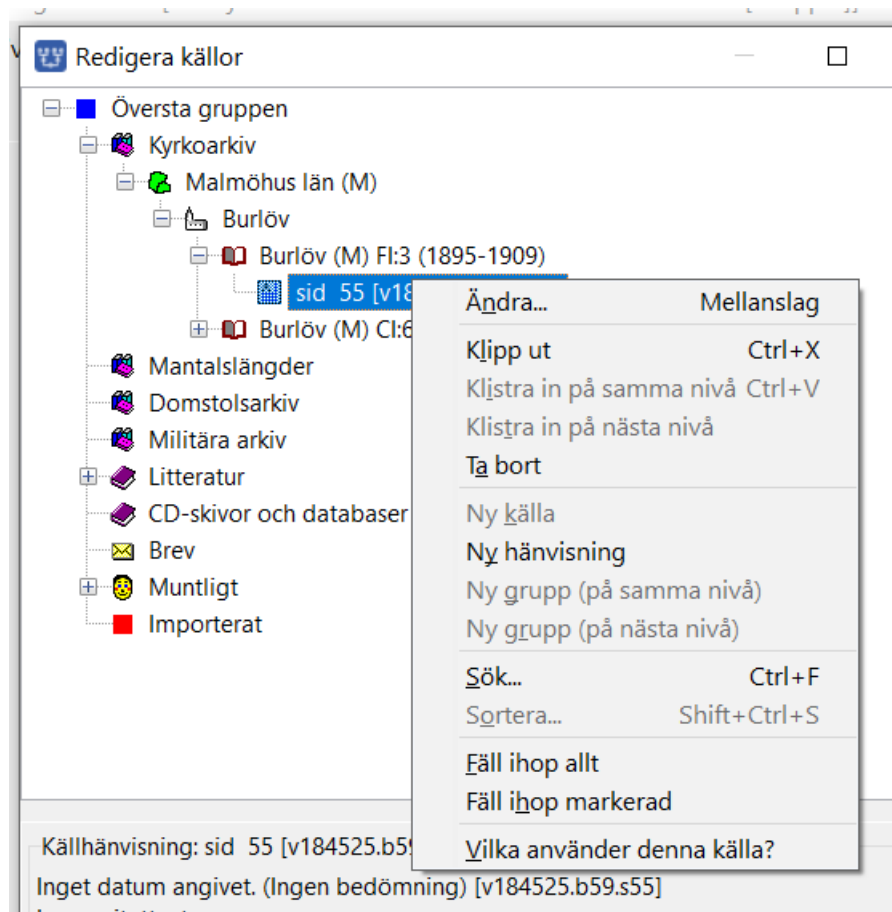 Redigera källor
Översta gruppen
Kyrkoarkiv
Malmöhus län (M)
Burlöv
Burlöv (M) FI:3 (1895-1909)
sid 55 [v18
Burlöv (M) CI:6
Mantalslängder
Domstolsarkiv
Militära arkiv
Litteratur
CD-skivor och databaser
Brev
Muntligt
Importerat
Ändra... Mellanslag
Klipp ut Ctrl+X
Klistra in på samma nivå Ctrl+V
Klistra in på nästa nivå
Ta bort
Ny källa
Ny hänvisning
Ny grupp (på samma nivå)
Ny grupp (på nästa nivå)
Sök... Ctrl+F
Sortera... Shift+Ctrl+S
Fäll ihop allt
Fäll ihop markerad
Vilka använder denna källa?
Källhänvisning: sid 55 [v184525.b59
Inget datum angivet. (Ingen bedömning) [v184525.b59.s55]